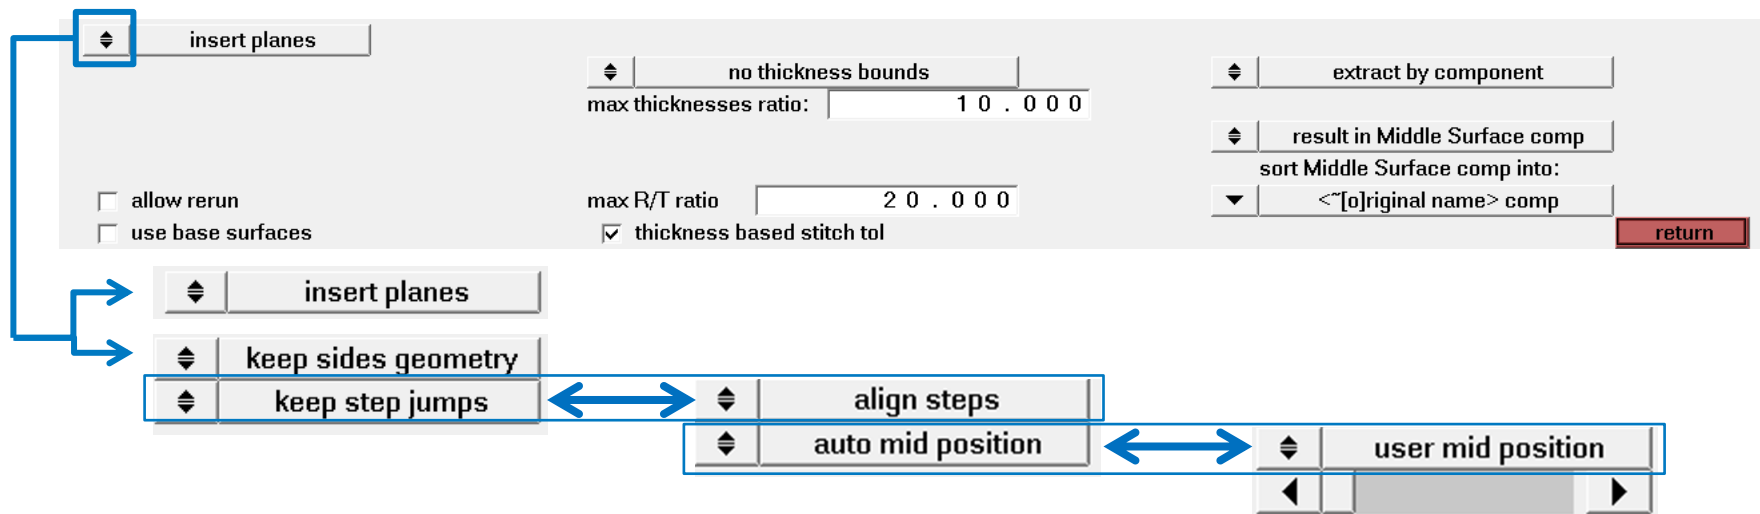 insert planes
no thickness bounds
extract by component
max thicknesses ratio:
10.000
result in Middle Surface comp
sort Middle Surface comp into:
allow rerun
max R/T ratio
20.000
<~[o]riginal name> comp
use base surfaces
thickness based stitch tol
return
insert planes
keep sides geometry
keep step jumps
align steps
auto mid position
user mid position